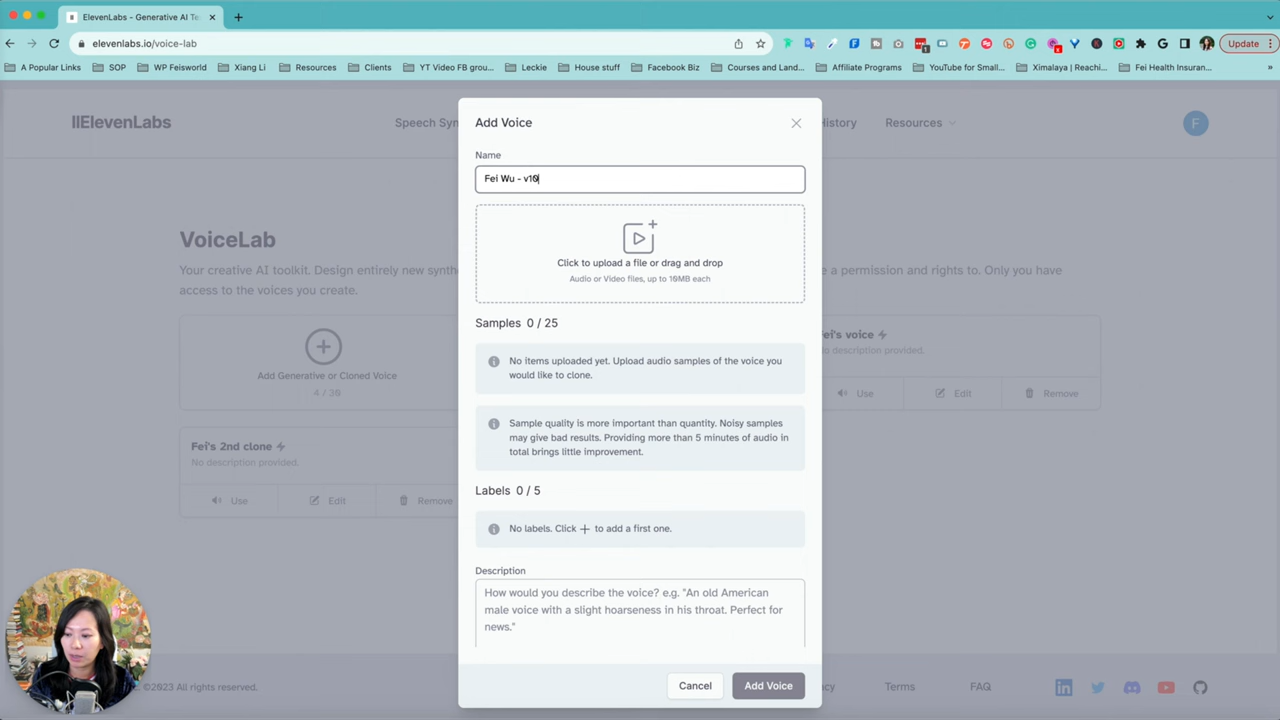 ElevenLabs - Generative AI Te
elevenlabs.io/voice-lab
Update
A Popular Links
SOP
WP Feisworld
Xiang Li
Resources
Clients
YT Video FB grou...
Leckie
House stuff
Facebook Biz
Courses and Land...
Affiliate Programs
YouTube for Small...
Ximalaya | Reachi...
Fei Health Insuran...
»
IIElevenLabs
Speech Syn
History
Resources
F
Add Voice
Name
Fei Wu - v10
Click to upload a file or drag and drop
Audio or Video files, up to 10MB each
Samples 0 / 25
No items uploaded yet. Upload audio samples of the voice you
would like to clone.
Sample quality is more important than quantity. Noisy samples
may give bad results. Providing more than 5 minutes of audio in
total brings little improvement.
Labels 0 / 5
No labels. Click + to add a first one.
Description
How would you describe the voice? e.g. "An old American
male voice with a slight hoarseness in his throat. Perfect for
news."
Cancel
Add Voice
VoiceLab
Your creative AI toolkit. Design entirely new synth
e a permission and rights to. Only you have
access to the voices you create.
Add Generative or Cloned Voice
4 / 30
Fei's voice
o description provided.
Use
Edit
Remove
Fei's 2nd clone
No description provided.
Use
Edit
Remove
©2023 All rights reserved.
cy
Terms
FAQ